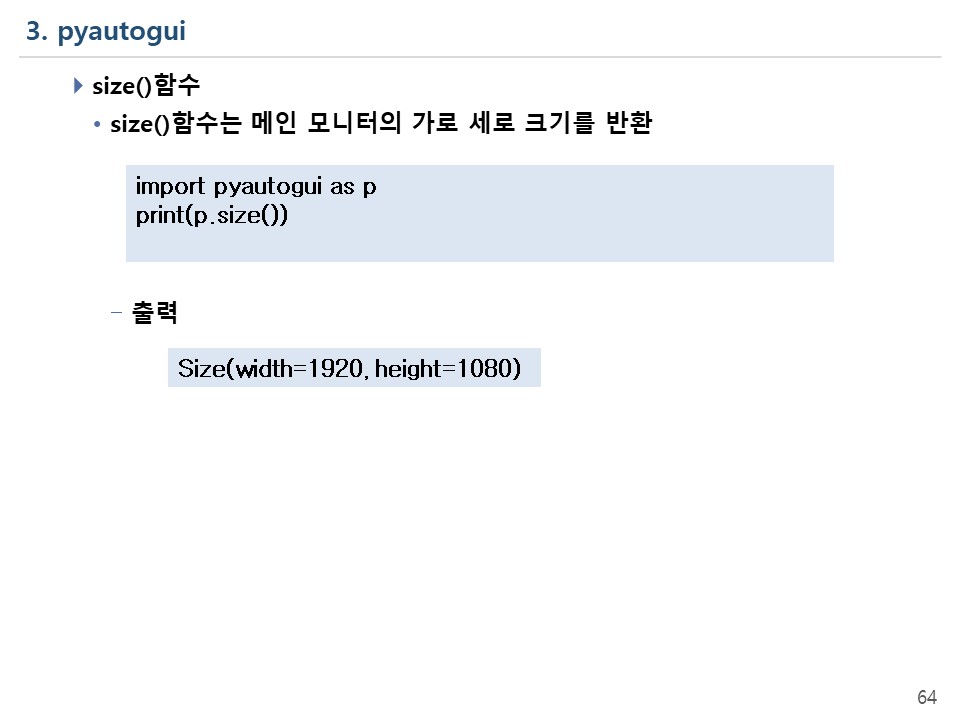 3. pyautogui
size()함수
• size()함수는 메인 모니터의 가로 세로 크기를 반환
import pyautogui as p
print(p.size())
– 출력
Size(width=1920, height=1080)
64